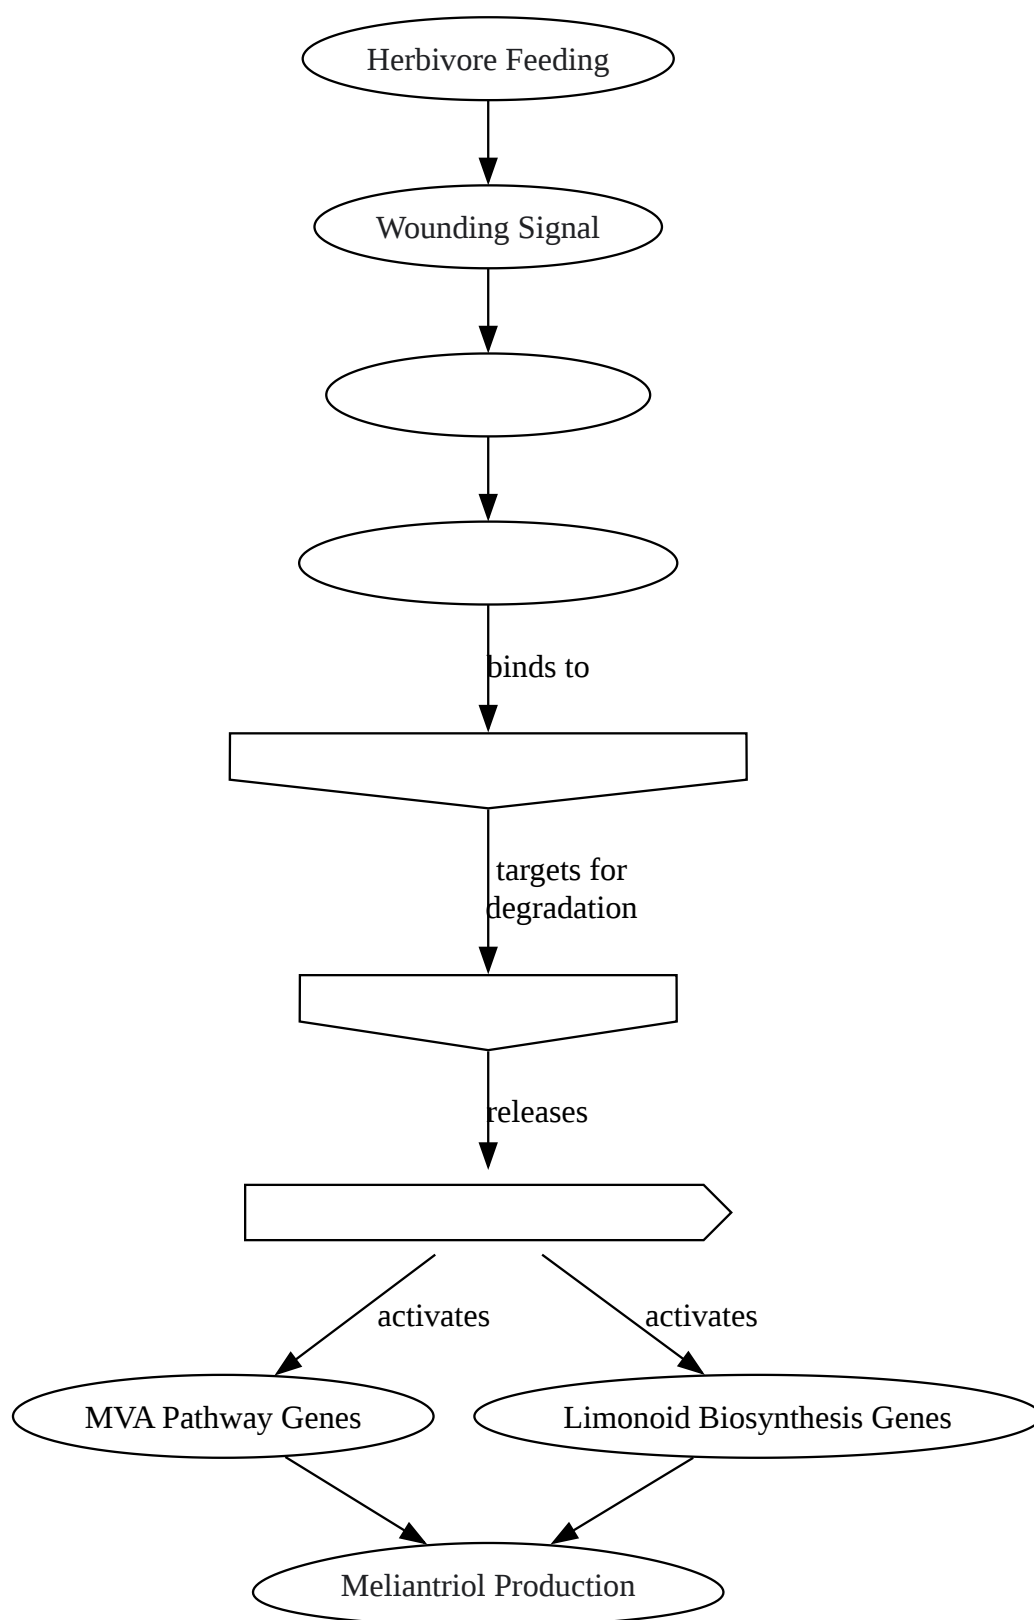 Herbivore Feeding
Wounding Signal
binds to
targets for
degradation
releases
activates
activates
MVA Pathway Genes
Limonoid Biosynthesis Genes
Meliantriol Production